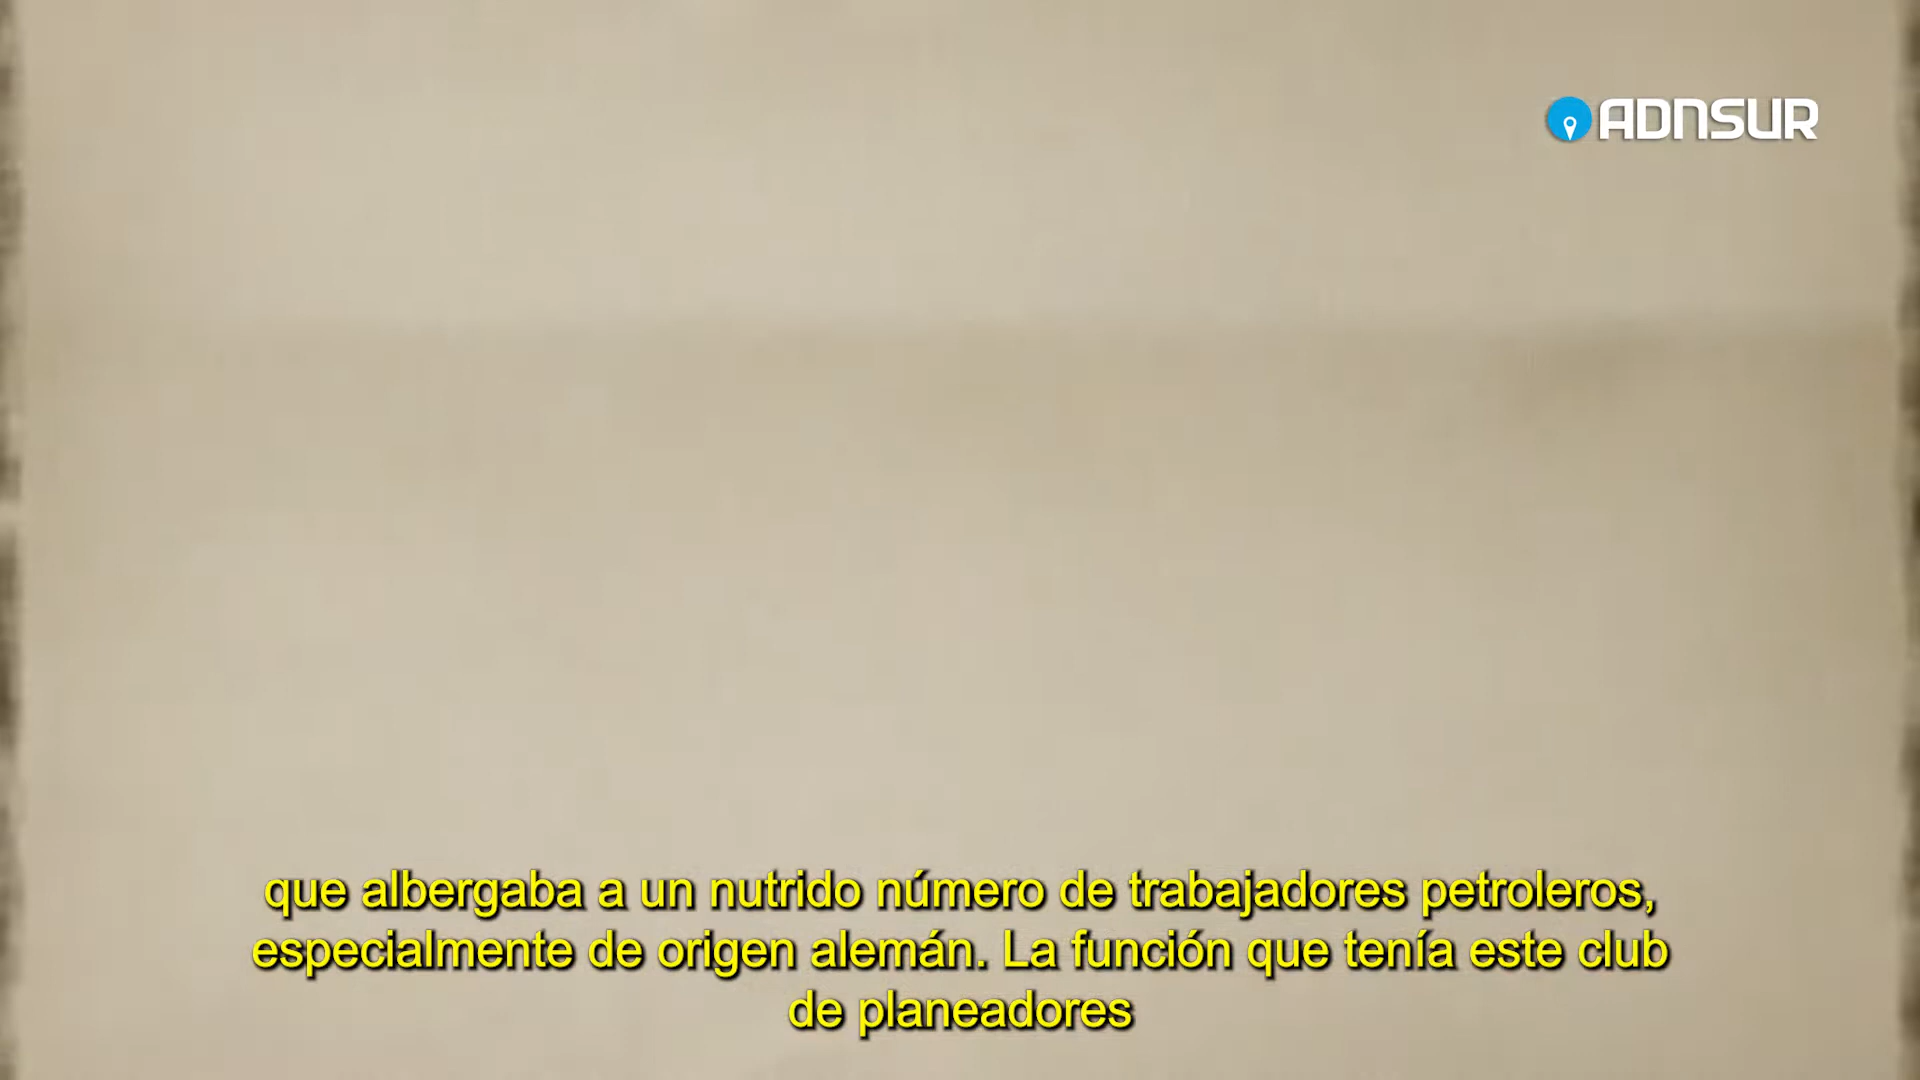 ADNSUR
que albergaba a un nutrido número de trabajadores petroleros,
especialmente de origen alemán. La función que tenía este club
de planeadores